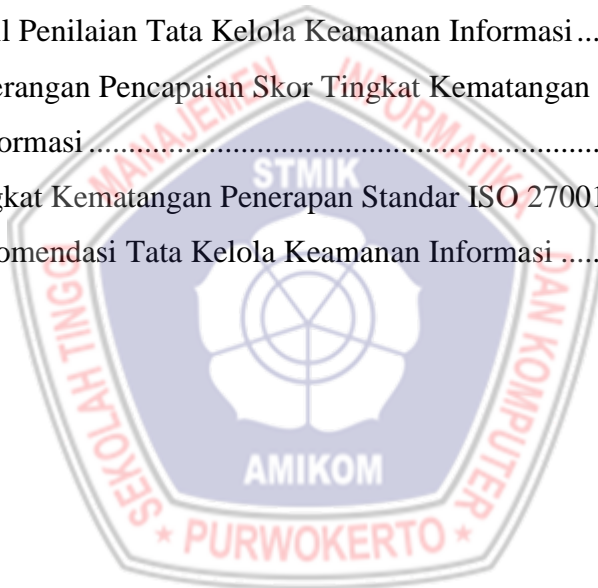 l Penilaian Tata Kelola Keamanan Informasi ...
erangan Pencapaian Skor Tingkat Kematangan
ormasi ..........................................................................
gkat Kematangan Penerapan Standar ISO 27001
omendasi Tata Kelola Keamanan Informasi .....
SEKOLAH TINGGI MANAJEMEN INFORMATIKA DAN KOMPUTER
STMIK
AMIKOM
* PURWOKERTO *